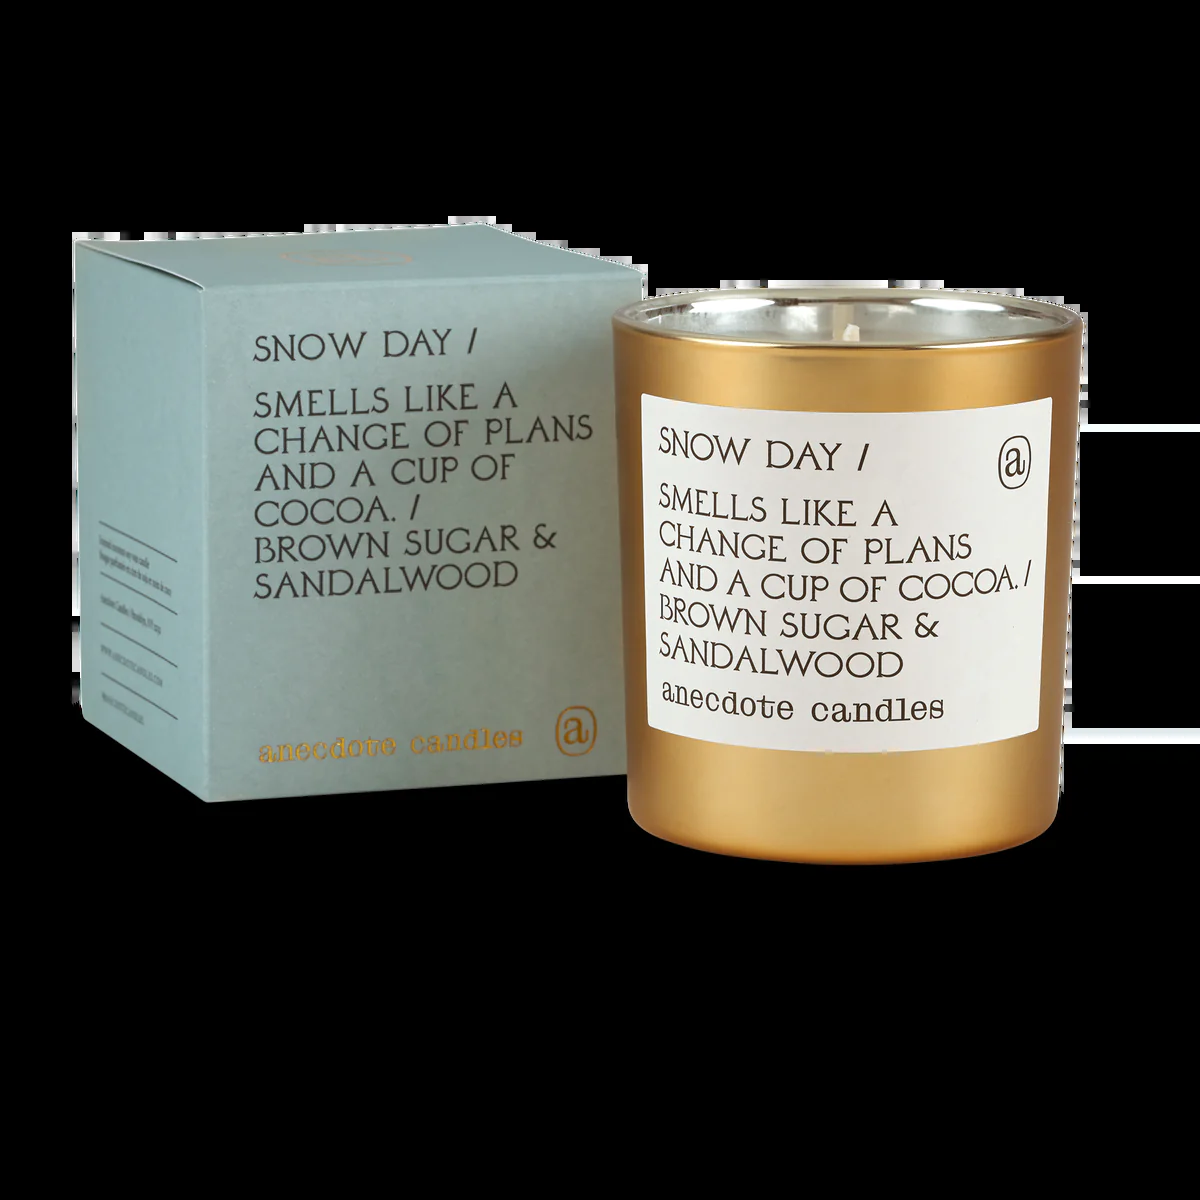 SNOW DAY /
SMELLS LIKE A
CHANGE OF PLANS
AND A CUP OF
COCOA. /
BROWN SUGAR &
SANDALWOOD
anecdote candles
a
SNOW DAY /
a
SMELLS LIKE A
CHANGE OF PLANS
AND A CUP OF COCOA. /
BROWN SUGAR &
SANDALWOOD
anecdote candles